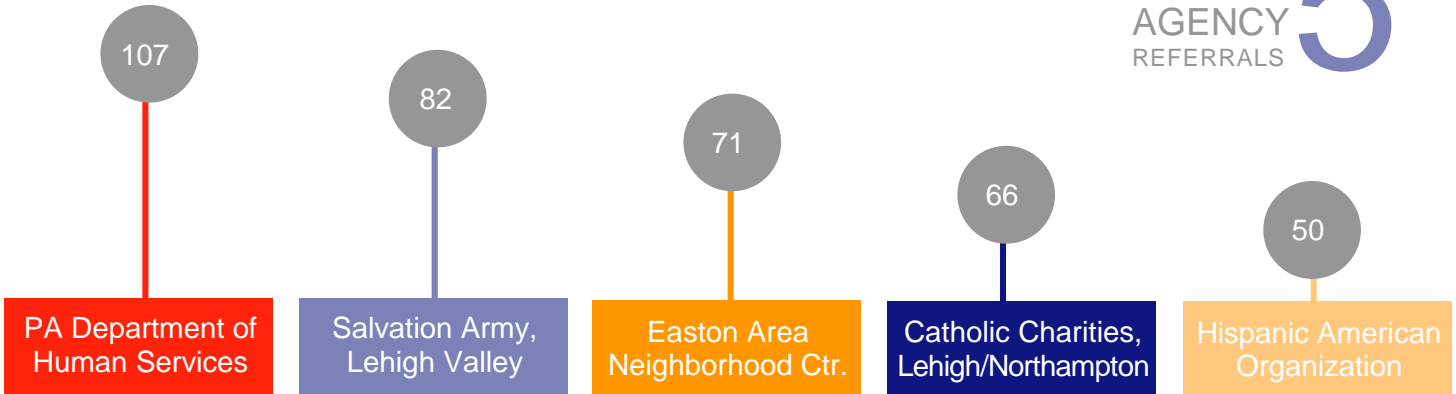 AGENCY
REFERRALS
107
82
71
66
50
PA Department of
Human Services
Salvation Army,
Lehigh Valley
Easton Area
Neighborhood Ctr.
Catholic Charities,
Lehigh/Northampton
Hispanic American
Organization